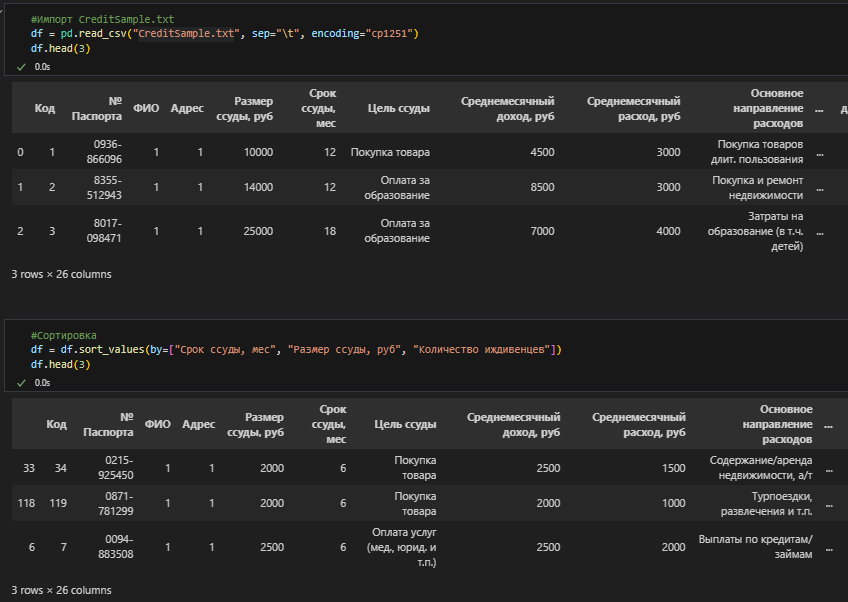 #Импорт CreditSample.txt
df = pd.read_csv("CreditSample.txt", sep="\t", encoding="cp1251")
df.head(3)
0.0s
Код № Паспорта ФИО Адрес Размер ссуды, руб Срок ссуды, мес Цель ссуды Среднемесячный доход, руб Среднемесячный расход, руб Основное направление расходов ...
0 1 0936-866096 1 1 10000 12 Покупка товара 4500 3000 Покупка товаров длит. пользования ...
1 2 8355-512943 1 1 14000 12 Оплата за образование 8500 3000 Покупка и ремонт недвижимости ...
2 3 8017-098471 1 1 25000 18 Оплата за образование 7000 4000 Затраты на образование (в т.ч. детей) ...
3 rows × 26 columns
#Сортировка
df = df.sort_values(by=["Срок ссуды, мес", "Размер ссуды, руб", "Количество иждивенцев"])
df.head(3)
0.0s
Код № Паспорта ФИО Адрес Размер ссуды, руб Срок ссуды, мес Цель ссуды Среднемесячный доход, руб Среднемесячный расход, руб Основное направление расходов ...
33 34 0215-925450 1 1 2000 6 Покупка товара 2500 1500 Содержание/аренда недвижимости, а/т ...
118 119 0871-781299 1 1 2000 6 Покупка товара 2000 1000 Турпоездки, развлечения и т.п. ...
6 7 0094-883508 1 1 2500 6 Оплата услуг (мед., юрид. и т.п.) 2500 2000 Выплаты по кредитам/займам ...
3 rows × 26 columns